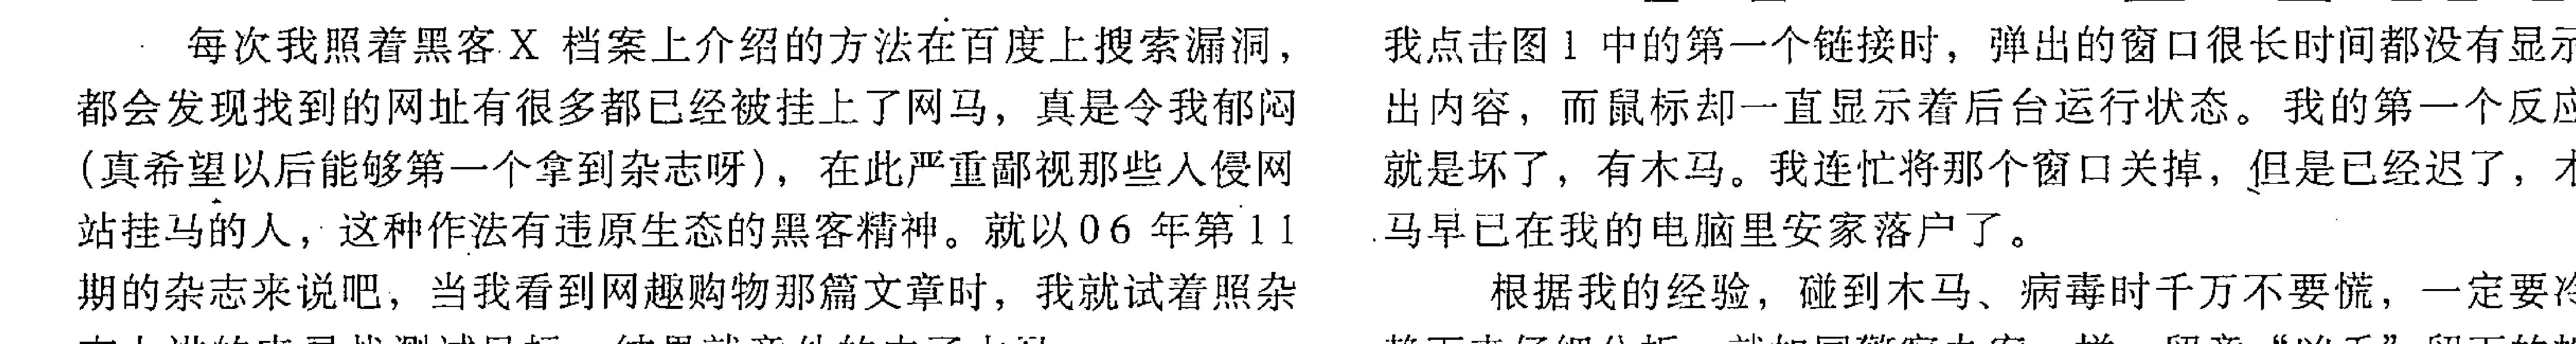 每次我照着黑客X 档案上介绍的方法在百度上搜索漏洞，
都会发现找到的网址有很多都已经被挂上了网马，真是令我郁闷
（真希望以后能够第一个拿到杂志呀），在此严重鄙视那些入侵网
站挂马的人，这种作法有违原生态的黑客精神。就以06 年第11
期的杂志来说吧，当我看到网趣购物那篇文章时，我就试着照杂
我点击图1 中的第一个链接时，弹出的窗口很长时间都没有显示
出内容，而鼠标却一直显示着后台运行状态。我的第一个反应
就是坏了，有木马。我连忙将那个窗口关掉，但是已经迟了，木
马早已在我的电脑里安家落户了。
根据我的经验，碰到木马、病毒时千万不要慌，一定要冷